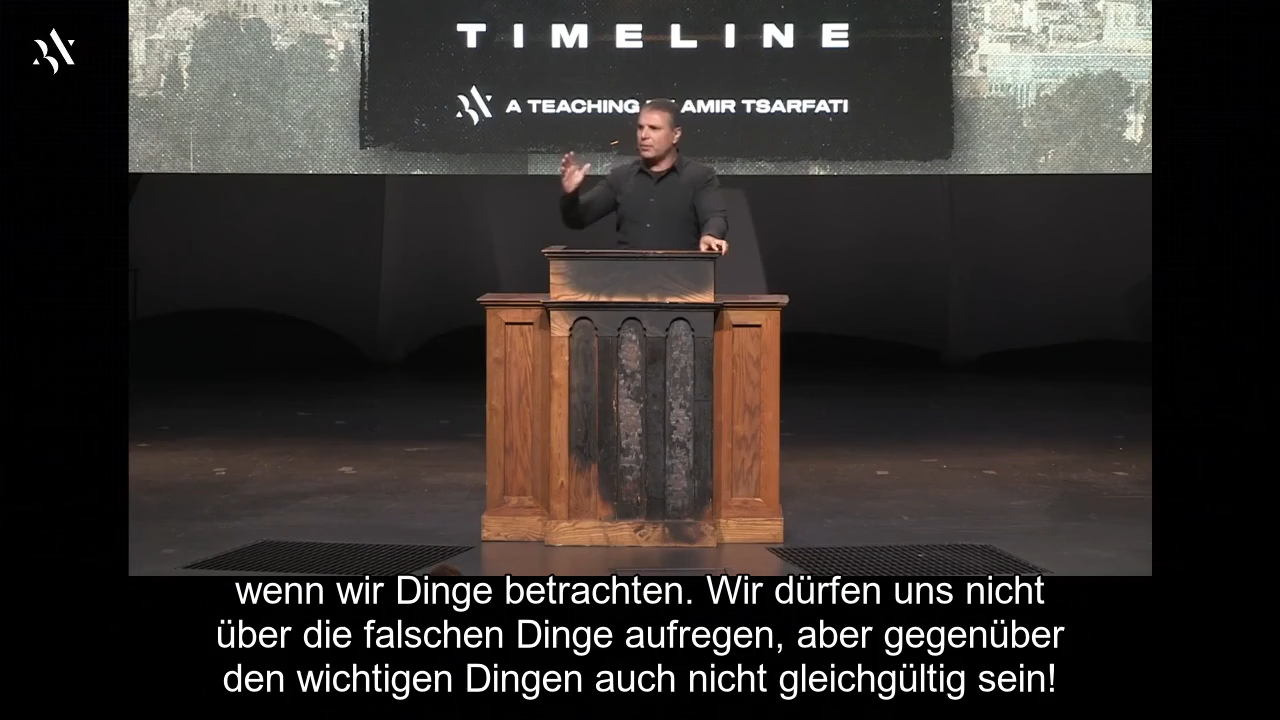 TIMELINE
A TEACHING AMIR TSARFATI
wenn wir Dinge betrachten. Wir dürfen uns nicht
über die falschen Dinge aufregen, aber gegenüber
den wichtigen Dingen auch nicht gleichgültig sein!